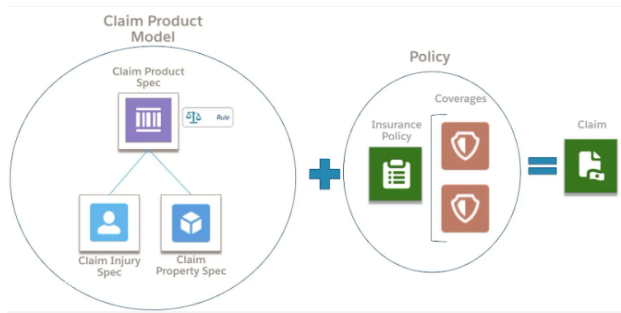 Claim Product
Model
Claim Product
Spec
Rule
Claim Injury
Spec
Claim
Property Spec
Policy
Coverages
Insurance
Policy
Claim